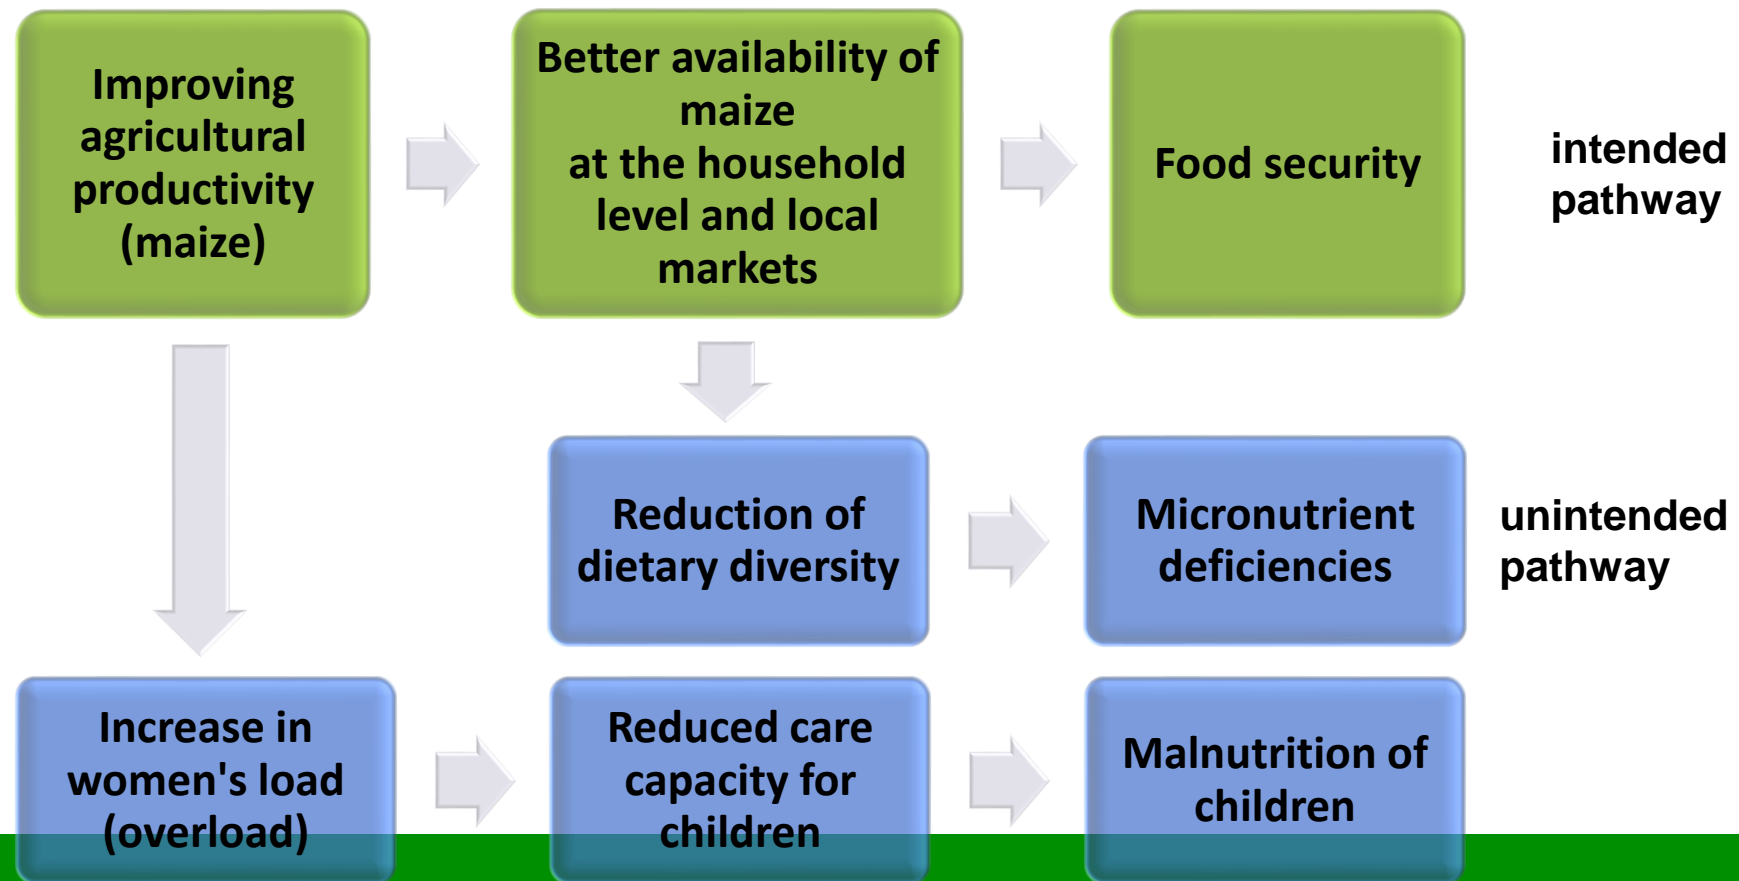 Improving
agricultural
productivity
(maize)
Better availability of
maize
at the household
level and local
markets
Food security
intended
pathway
Reduction of
dietary diversity
Micronutrient
deficiencies
unintended
pathway
Increase in
women's load
(overload)
Reduced care
capacity for
children
Malnutrition of
children